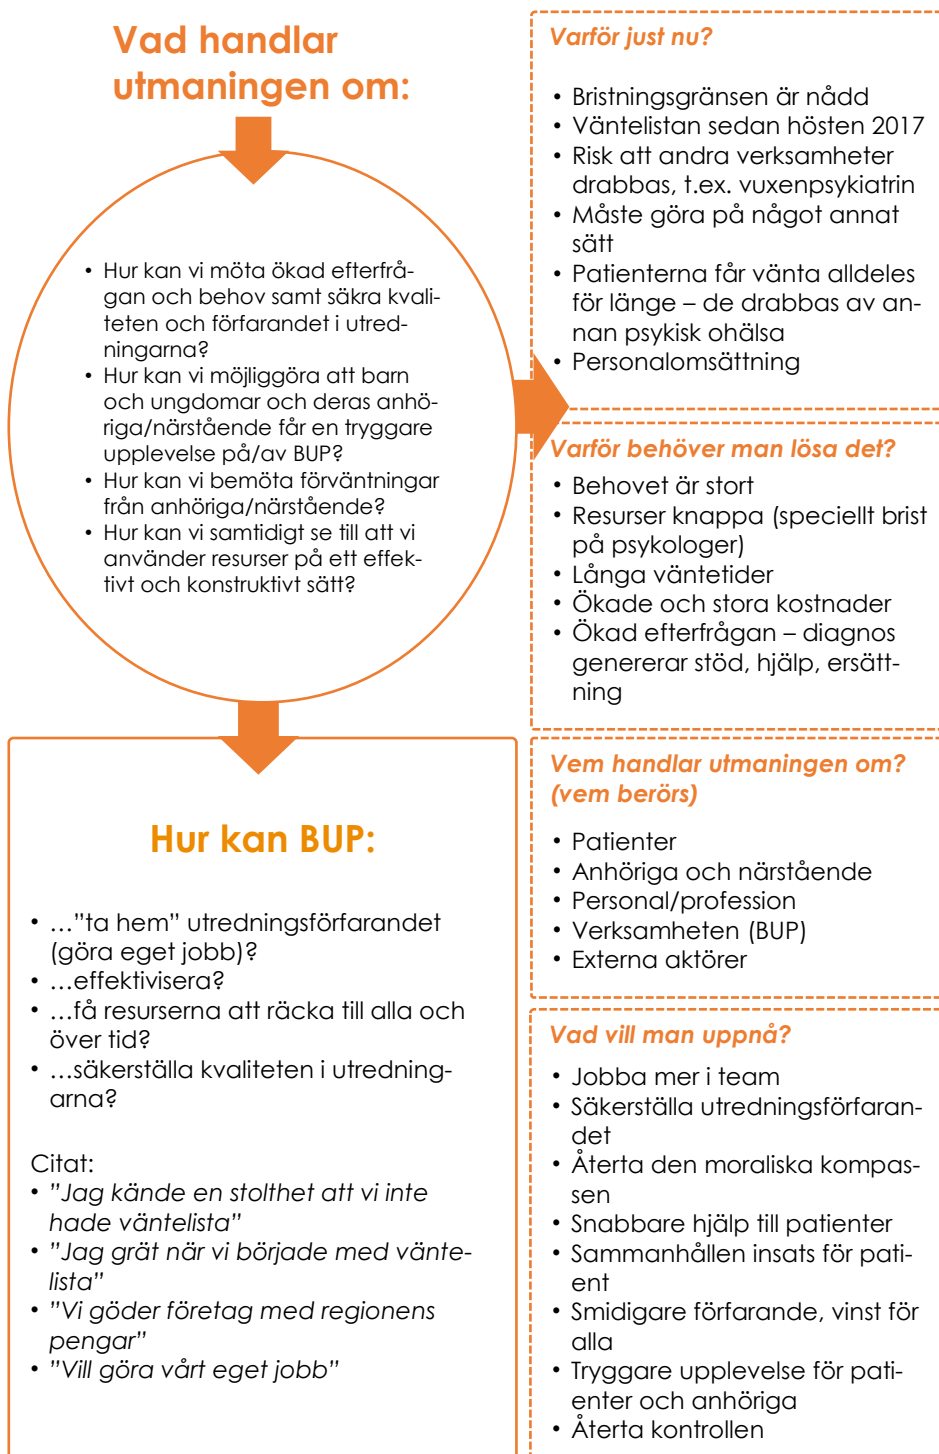 Vad handlar
utmaningen om:
• Hur kan vi möta ökad efterfrå-
gan och behov samt säkra kvali-
teten och förfarandet i utred-
ningarna?
• Hur kan vi möjliggöra att barn
och ungdomar och deras anhö-
riga/närstående får en tryggare
upplevelse på/av BUP?
• Hur kan vi bemöta förväntningar
från anhöriga/närstående?
• Hur kan vi samtidigt se till att vi
använder resurser på ett effek-
tivt och konstruktivt sätt?
Hur kan BUP:
• …”ta hem” utredningsförfarandet
(göra eget jobb)?
• …effektivisera?
• …få resurserna att räcka till alla och
över tid?
• …säkerställa kvaliteten i utredning-
arna?
Citat:
• ”Jag kände en stolthet att vi inte
hade väntelista”
• ”Jag grät när vi började med vänte-
lista”
• ”Vi göder företag med regionens
pengar”
• ”Vill göra vårt eget jobb”
Varför just nu?
• Bristningsgränsen är nådd
• Väntelistan sedan hösten 2017
• Risk att andra verksamheter
drabbas, t.ex. vuxenpsykiatrin
• Måste göra på något annat
sätt
• Patienterna får vänta alldeles
för länge – de drabbas av an-
nan psykisk ohälsa
• Personalomsättning
Varför behöver man lösa det?
• Behovet är stort
• Resurser knappa (speciellt brist
på psykologer)
• Långa väntetider
• Ökade och stora kostnader
• Ökad efterfrågan – diagnos
genererar stöd, hjälp, ersätt-
ning
Vem handlar utmaningen om?
(vem berörs)
• Patienter
• Anhöriga och närstående
• Personal/profession
• Verksamheten (BUP)
• Externa aktörer
Vad vill man uppnå?
• Jobba mer i team
• Säkerställa utredningsförfaran-
det
• Återta den moraliska kompas-
sen
• Snabbare hjälp till patienter
• Sammanhållen insats för pati-
ent
• Smidigare förfarande, vinst för
alla
• Tryggare upplevelse för pati-
enter och anhöriga
• Återta kontrollen